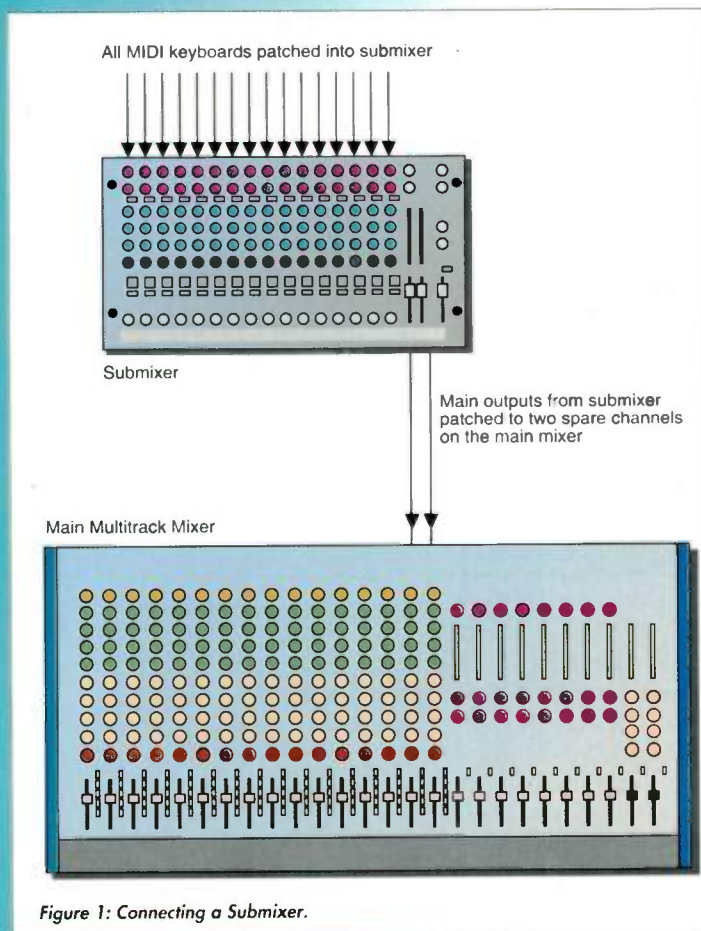 All MIDI keyboards patched into submixer
Submixer
Main outputs from submixer
patched to two spare channels
on the main mixer
Main Multitrack Mixer
Figure 1: Connecting a Submixer.